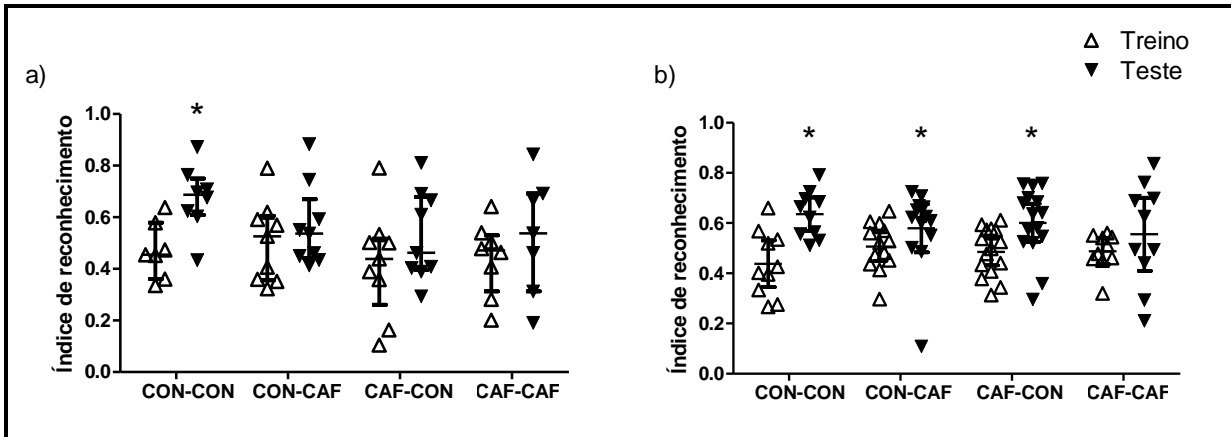 Treino
Teste
a)
*
Índice de reconhecimento
1.0
0.8
0.6
0.4
0.2
0.0
CON-CON CON-CAF CAF-CON CAF-CAF
b)
* * *
Índice de reconhecimento
1.0
0.8
0.6
0.4
0.2
0.0
CON-CON CON-CAF CAF-CON CAF-CAF